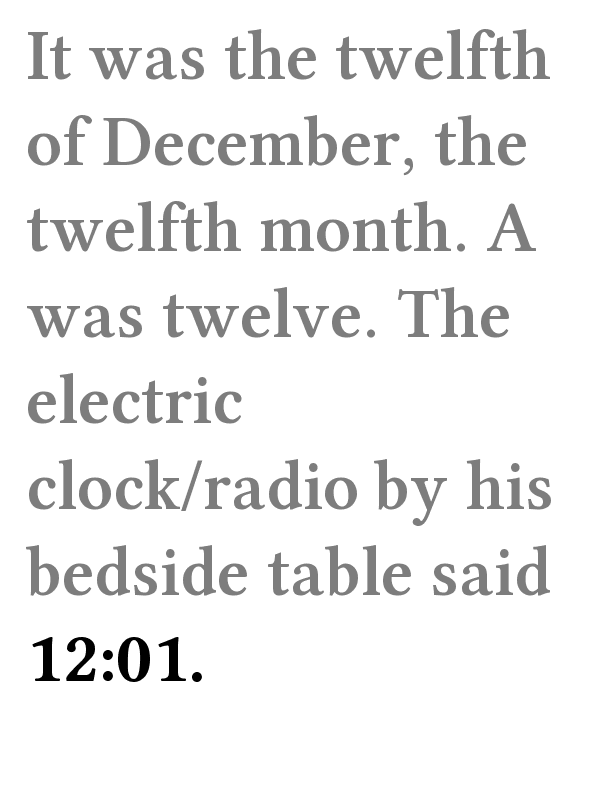 It was the twelfth
of December, the
twelfth month. A
was twelve. The
electric
clock/radio by his
bedside table said
12:01.